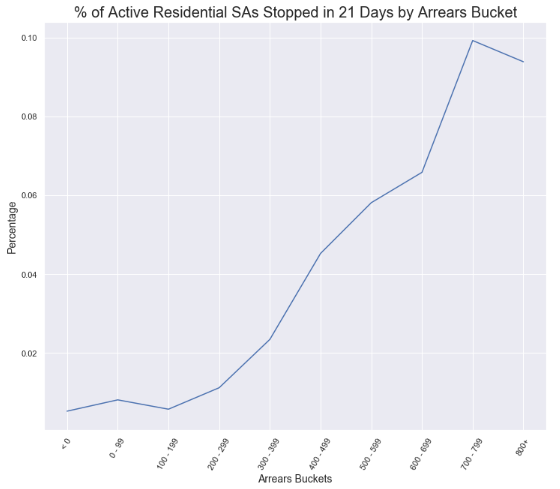 % of Active Residential SAs Stopped in 21 Days by Arrears Bucket
0.10
0.08
0.06
0.04
0.02
Percentage
< 0
0 - 99
100 - 199
200 - 299
300 - 399
400 - 499
500 - 599
600 - 699
700 - 799
800+
Arrears Buckets